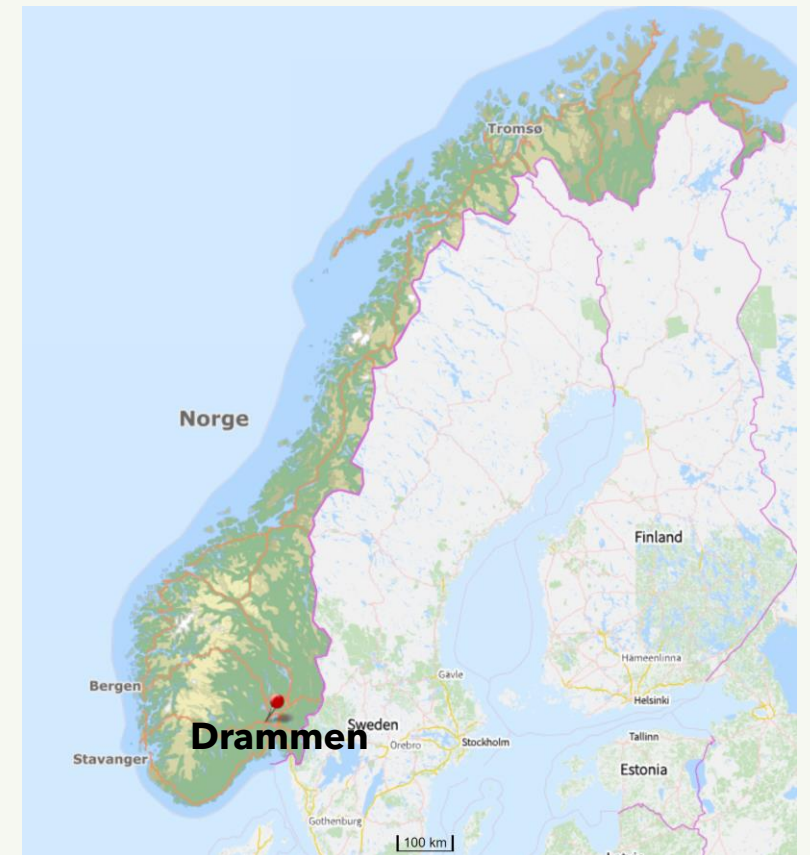 Tromsø
Norge
Finland
Hämeenlinna
Gävle
Bergen
Helsinki
Drammen
Sweden
Tallinn
Örebro
Stockholm
Stavanger
Estonia
Gothenburg
100 km